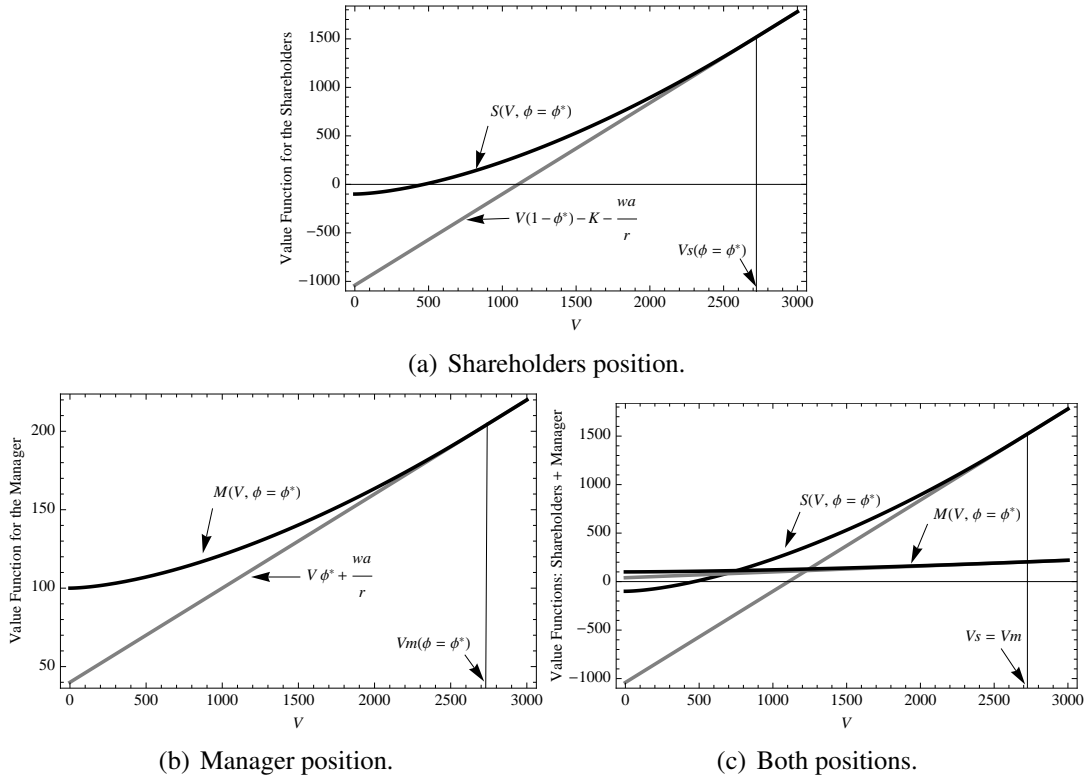 Value Function for the Shareholders
1500
1000
500
0
−500
−1000
S(V, ϕ = ϕ*)
V(1−ϕ*)−K−wa/r
Vs(ϕ = ϕ*)
0 500 1000 1500 2000 2500 3000
V
(a) Shareholders position.
Value Function for the Manager
200
150
100
50
M(V, ϕ = ϕ*)
V ϕ* + wa/r
Vm(ϕ = ϕ*)
0 500 1000 1500 2000 2500 3000
V
(b) Manager position.
Value Functions: Shareholders + Manager
1500
1000
500
0
−500
−1000
S(V, ϕ = ϕ*)
M(V, ϕ = ϕ*)
Vs = Vm
0 500 1000 1500 2000 2500 3000
V
(c) Both positions.